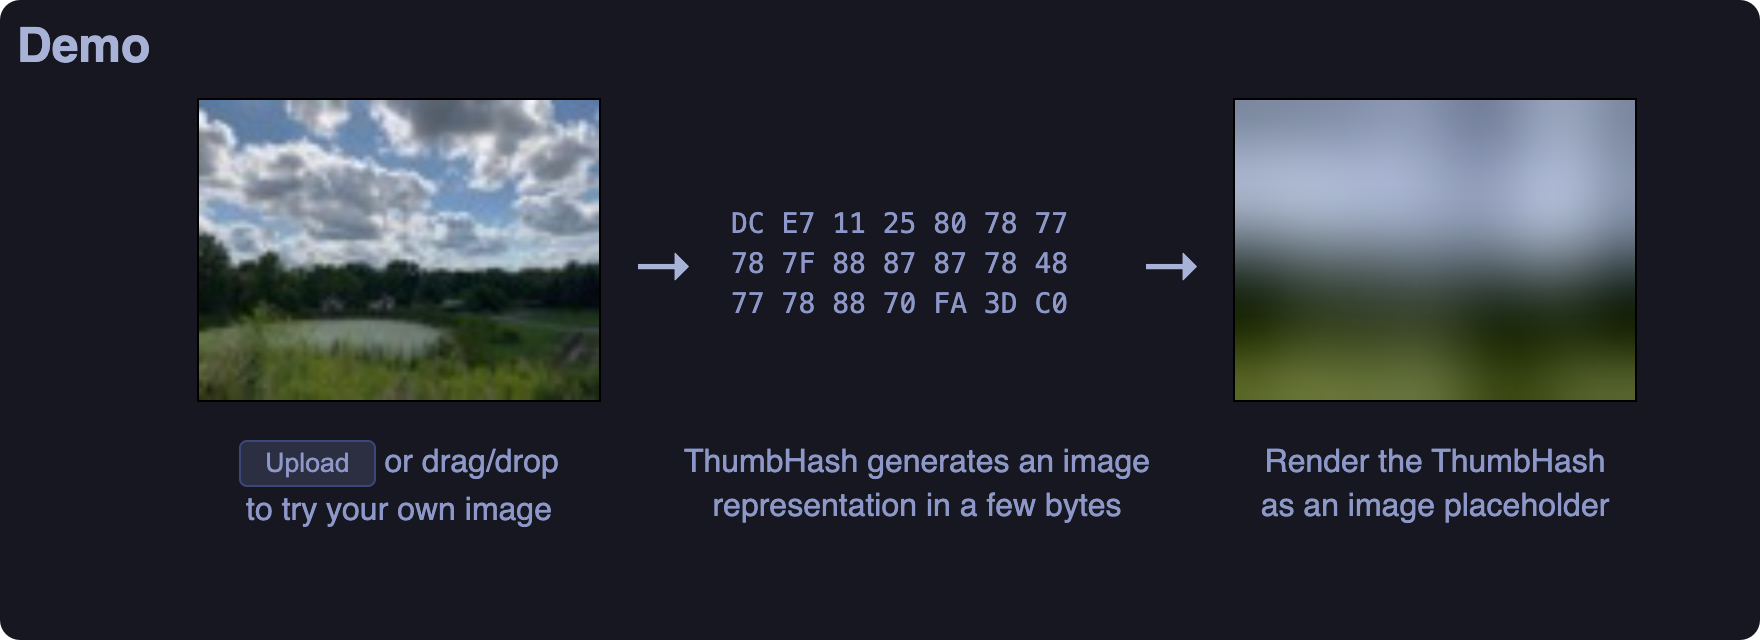 Demo
DC E7 11 25 80 78 77
78 7F 88 87 87 78 48
77 78 88 70 FA 3D C0
Upload or drag/drop
to try your own image
ThumbHash generates an image
representation in a few bytes
Render the ThumbHash
as an image placeholder